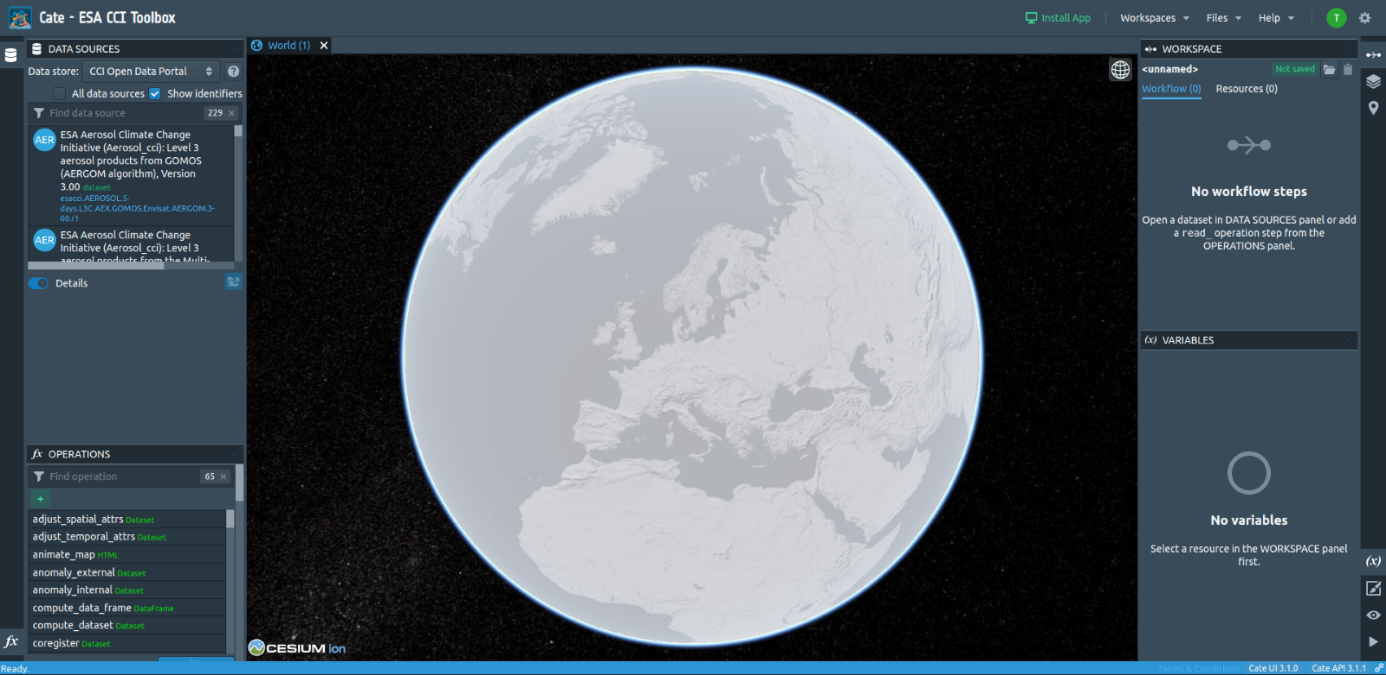 Cate - ESA CCI Toolbox
Install App
Workspaces
Files
Help
T
DATA SOURCES
Data store: CCI Open Data Portal
?
All data sources
Show identifiers
Find data source
229
AER
ESA Aerosol Climate Change
Initiative (Aerosol_cci): Level 3
aerosol products from GOMOS
(AERGOM algorithm), Version
3.00 dataset
esacci.AEROSOL.5-
days.L3C.AEX.GOMOS.Envisat.AERGOM.3-
00.r1
AER
ESA Aerosol Climate Change
Initiative (Aerosol_cci): Level 3
aerosol products from the Multi-
Details
fx OPERATIONS
Find operation
65
+
adjust_spatial_attrs Dataset
adjust_temporal_attrs Dataset
animate_map HTML
anomaly_external Dataset
anomaly_internal Dataset
compute_data_frame DataFrame
compute_dataset Dataset
coregister Dataset
fx
World (1)
CESIUM ion
WORKSPACE
<unnamed>
Not saved
Workflow (0)
Resources (0)
No workflow steps
Open a dataset in DATA SOURCES panel or add
a read_ operation step from the
OPERATIONS panel.
(x) VARIABLES
No variables
Select a resource in the WORKSPACE panel
first.
(x)
Ready.
Terms & Conditions
Cate UI 3.1.0
Cate API 3.1.1